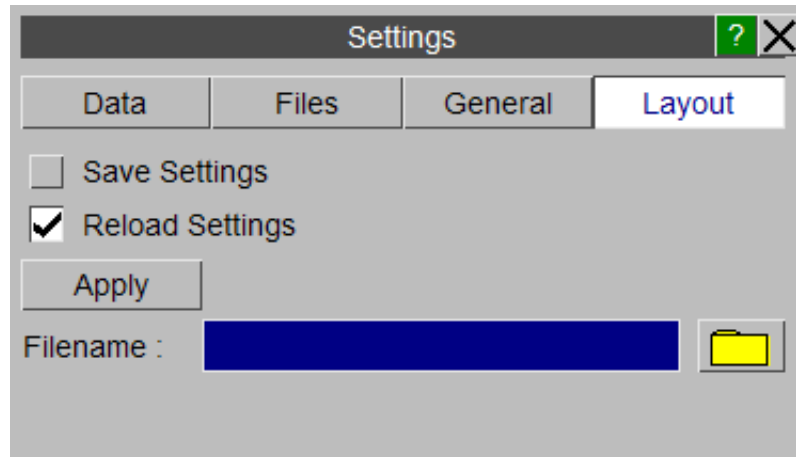 Settings ?
Data Files General Layout
Save Settings
Reload Settings
Apply
Filename :